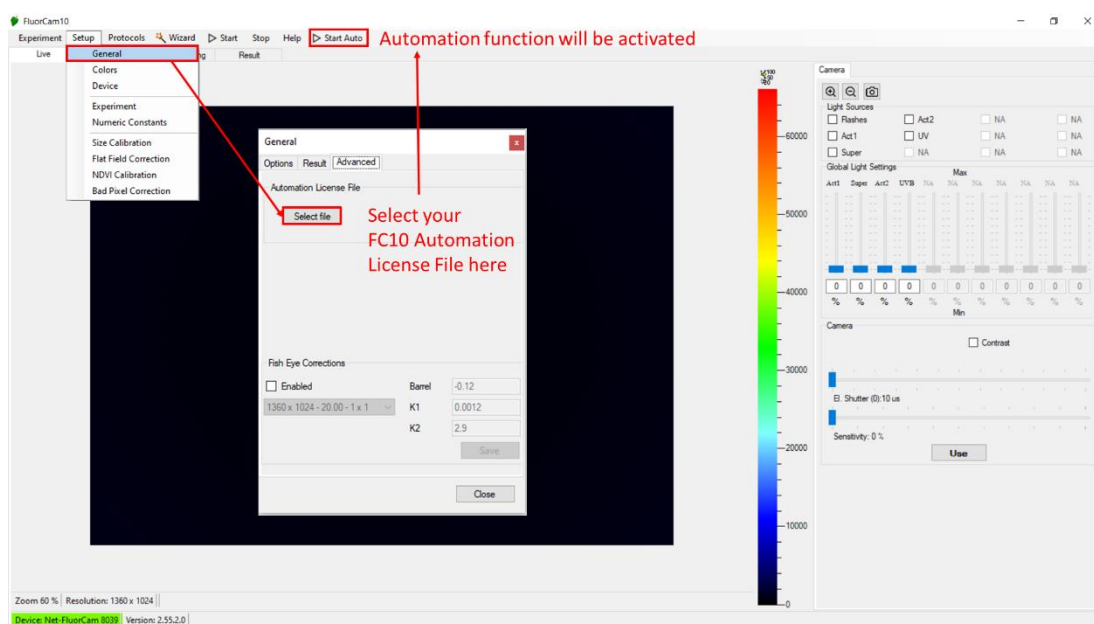 FluorCam10
Experiment Setup Protocols Wizard Start Stop Help Start Auto
Automation function will be activated
Live
General
ng
Result
Colors
Device
Experiment
Numeric Constants
Size Calibration
Flat Field Correction
NDVI Calibration
Bad Pixel Correction
General
x
Options Result Advanced
Automation License File
Select file
Select your
FC10 Automation
License File here
Fish Eye Corrections
Enabled
Barrel -0.12
1360 x 1024 - 20.00 - 1 x 1
K1 0.0012
K2 2.9
Save
Close
60000
50000
40000
30000
20000
10000
0
Camera
Light Sources
Flashes Act2 NA NA
Act1 UV NA NA
Super NA NA NA
Global Light Settings
Max
Act1 Super Act2 UVB NA NA NA NA NA NA NA
0 0 0 0 0 0 0 0 0 0 0
% % % % % % % % % % %
Min
Camera
Contrast
El. Shutter (0):10 us
Sensitivity: 0 %
Use
Zoom 60 % Resolution: 1360 x 1024
Device: Net-FluorCam 8039 Version: 2.55.2.0